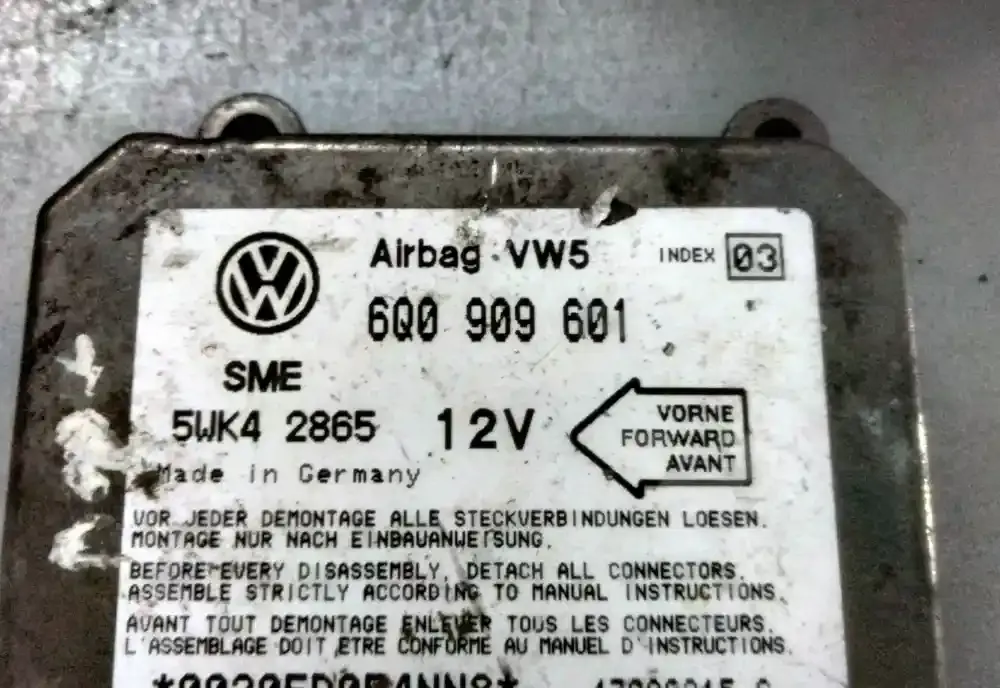 Airbag VW5 INDEX 03
6Q0 909 601
SME
5WK4 2865 12V
VORNE
FORWARD
AVANT
Made in Germany
VOR JEDER DEMONTAGE ALLE STECKVERBINDUNGEN LOESEN.
MONTAGE NUR NACH EINBAUANWEISUNG.
BEFORE EVERY DISASSEMBLY, DETACH ALL CONNECTORS.
ASSEMBLE STRICTLY ACCORDING TO MANUAL INSTRUCTIONS.
AVANT TOUT DEMONTAGE ENLEVER TOUS LES CONNECTEURS.
L'ASSEMBLAGE DOIT ETRE CONFORME AU MANUEL D'INSTRUCTIONS.